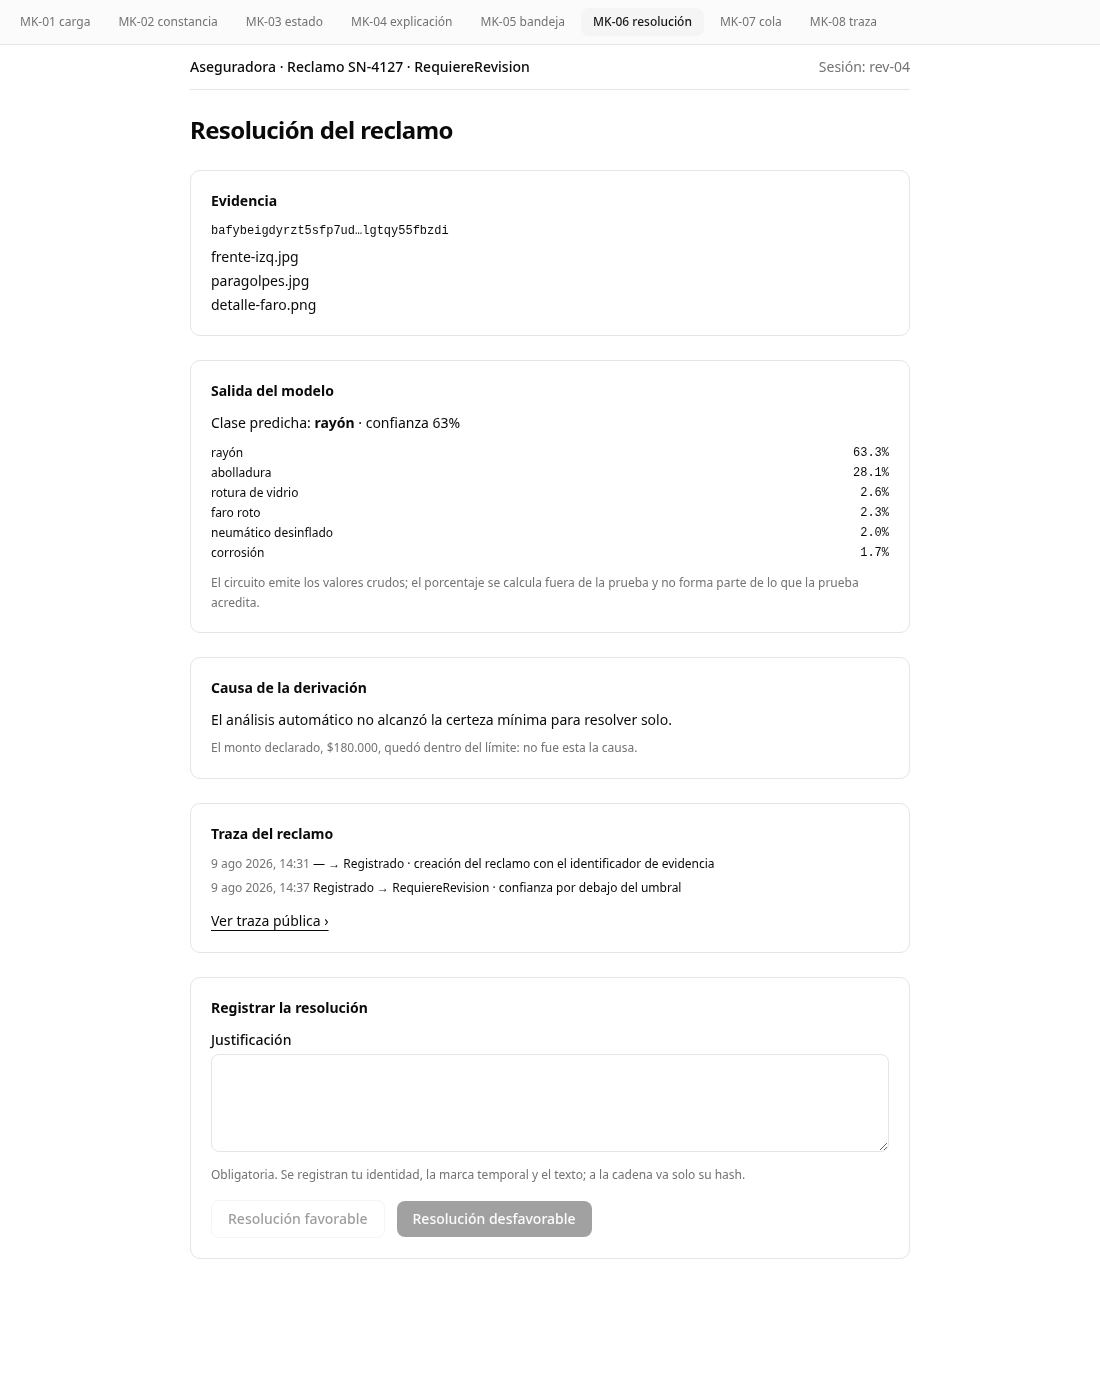 MK-01 carga MK-02 constancia MK-03 estado MK-04 explicación MK-05 bandeja MK-06 resolución MK-07 cola MK-08 traza
Aseguradora · Reclamo SN-4127 · RequiereRevision Sesión: rev-04
Resolución del reclamo
Evidencia
bafybeigdyrzt5sfp7ud…lgtqy55fbzdi
frente-izq.jpg
paragolpes.jpg
detalle-faro.png
Salida del modelo
Clase predicha: rayón · confianza 63%
rayón 63.3%
abolladura 28.1%
rotura de vidrio 2.6%
faro roto 2.3%
neumático desinflado 2.0%
corrosión 1.7%
El circuito emite los valores crudos; el porcentaje se calcula fuera de la prueba y no forma parte de lo que la prueba
acredita.
Causa de la derivación
El análisis automático no alcanzó la certeza mínima para resolver solo.
El monto declarado, $180.000, quedó dentro del límite: no fue esta la causa.
Traza del reclamo
9 ago 2026, 14:31 — → Registrado · creación del reclamo con el identificador de evidencia
9 ago 2026, 14:37 Registrado → RequiereRevision · confianza por debajo del umbral
Ver traza pública ›
Registrar la resolución
Justificación
Obligatoria. Se registran tu identidad, la marca temporal y el texto; a la cadena va solo su hash.
Resolución favorable Resolución desfavorable